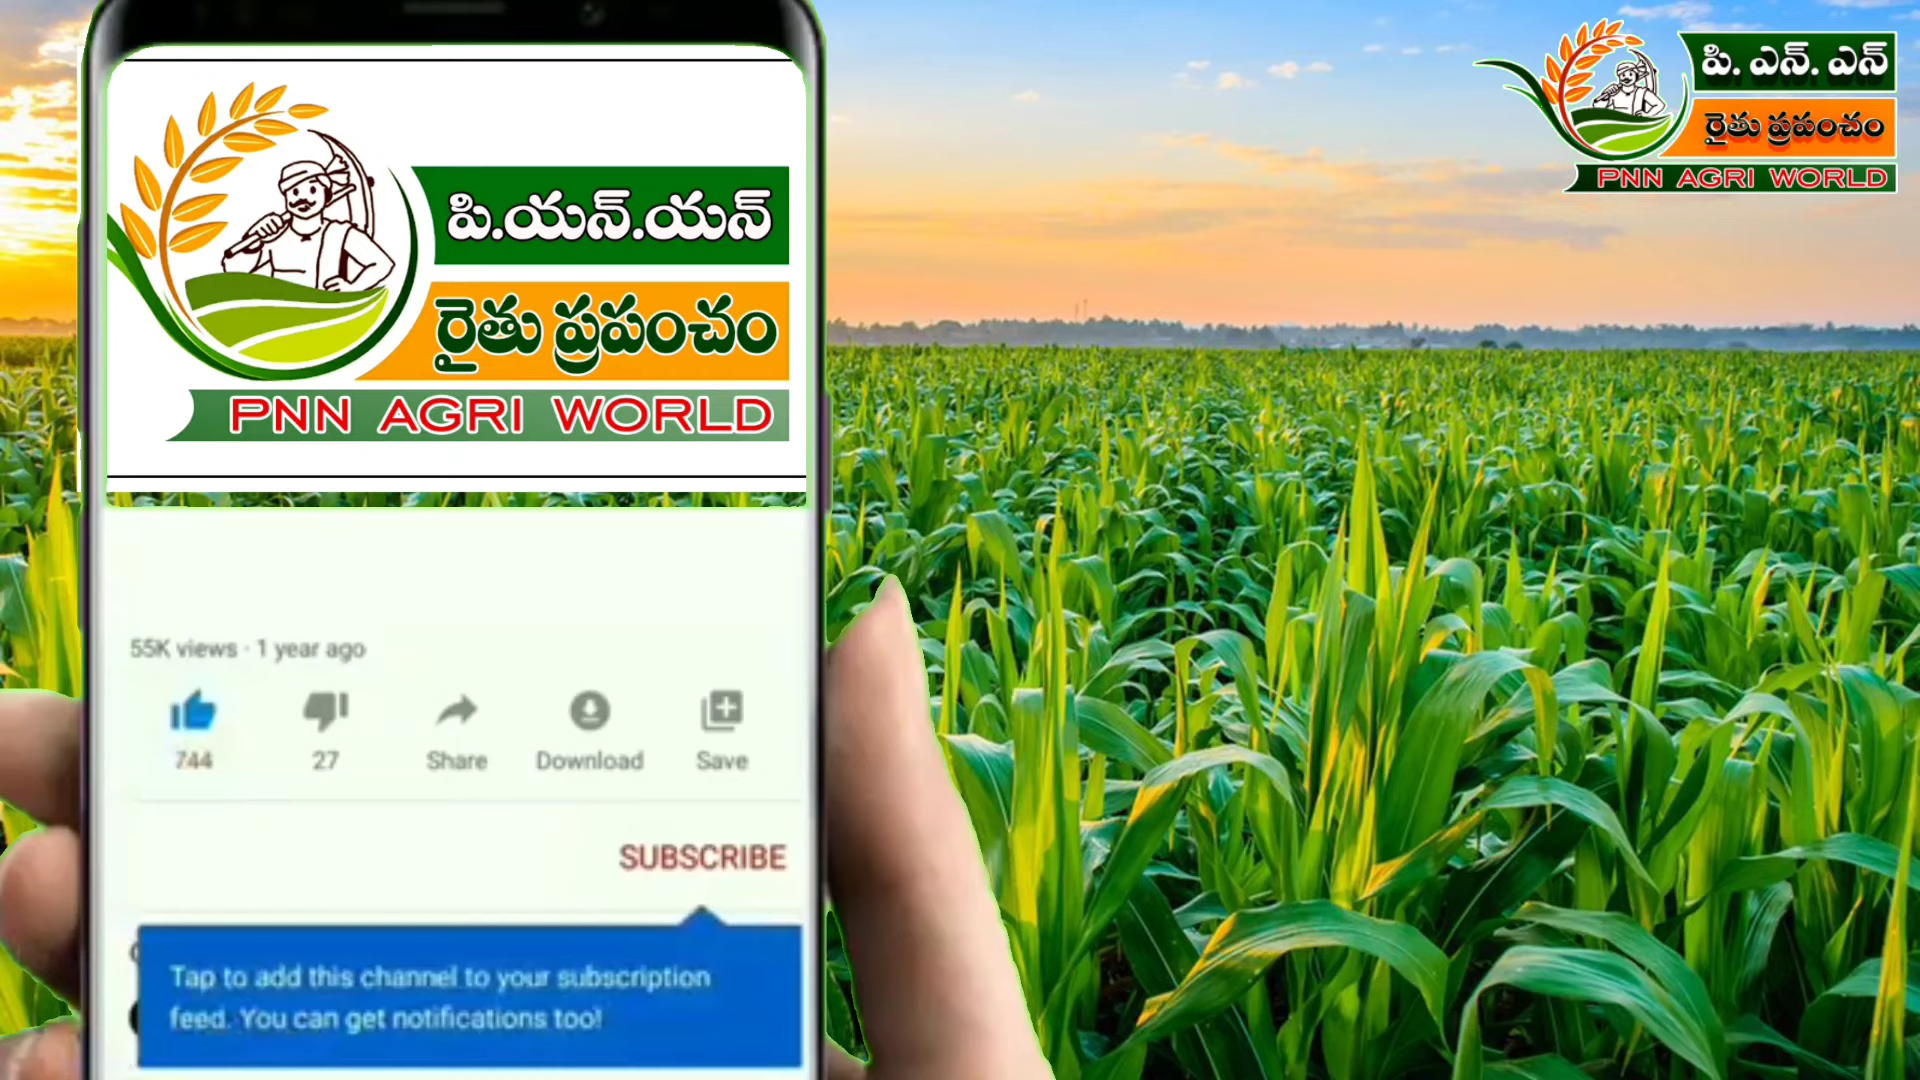 పి.యన్.యన్
రైతు ప్రపంచం
PNN AGRI WORLD
55K views · 1 year ago
744
27
Share
Download
Save
SUBSCRIBE
Tap to add this channel to your subscription
feed. You can get notifications too!
పి. ఎన్. ఎన్
రైతు ప్రపంచం
PNN AGRI WORLD